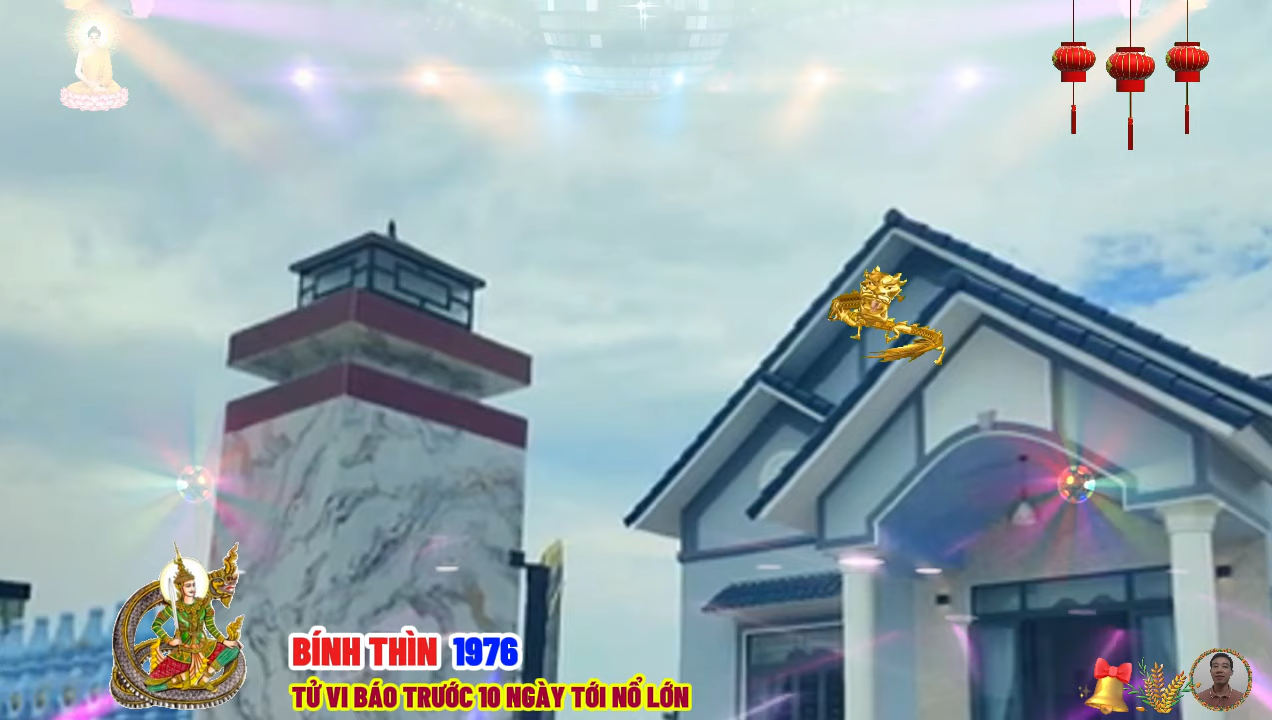 BÍNH THÌN 1976
TỬ VI BÁO TRƯỚC 10 NGÀY TỚI NỔ LỚN